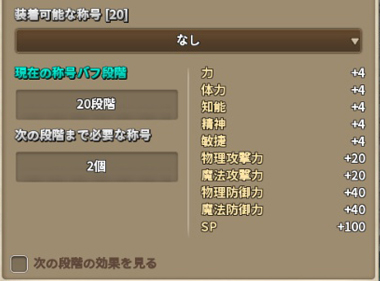 装着可能な称号 [20]
なし
現在の称号バフ段階
20段階
次の段階まで必要な称号
2個
力 +4
体力 +4
知能 +4
精神 +4
敏捷 +4
物理攻撃力 +20
魔法攻撃力 +20
物理防御力 +40
魔法防御力 +40
SP +100
次の段階の効果を見る